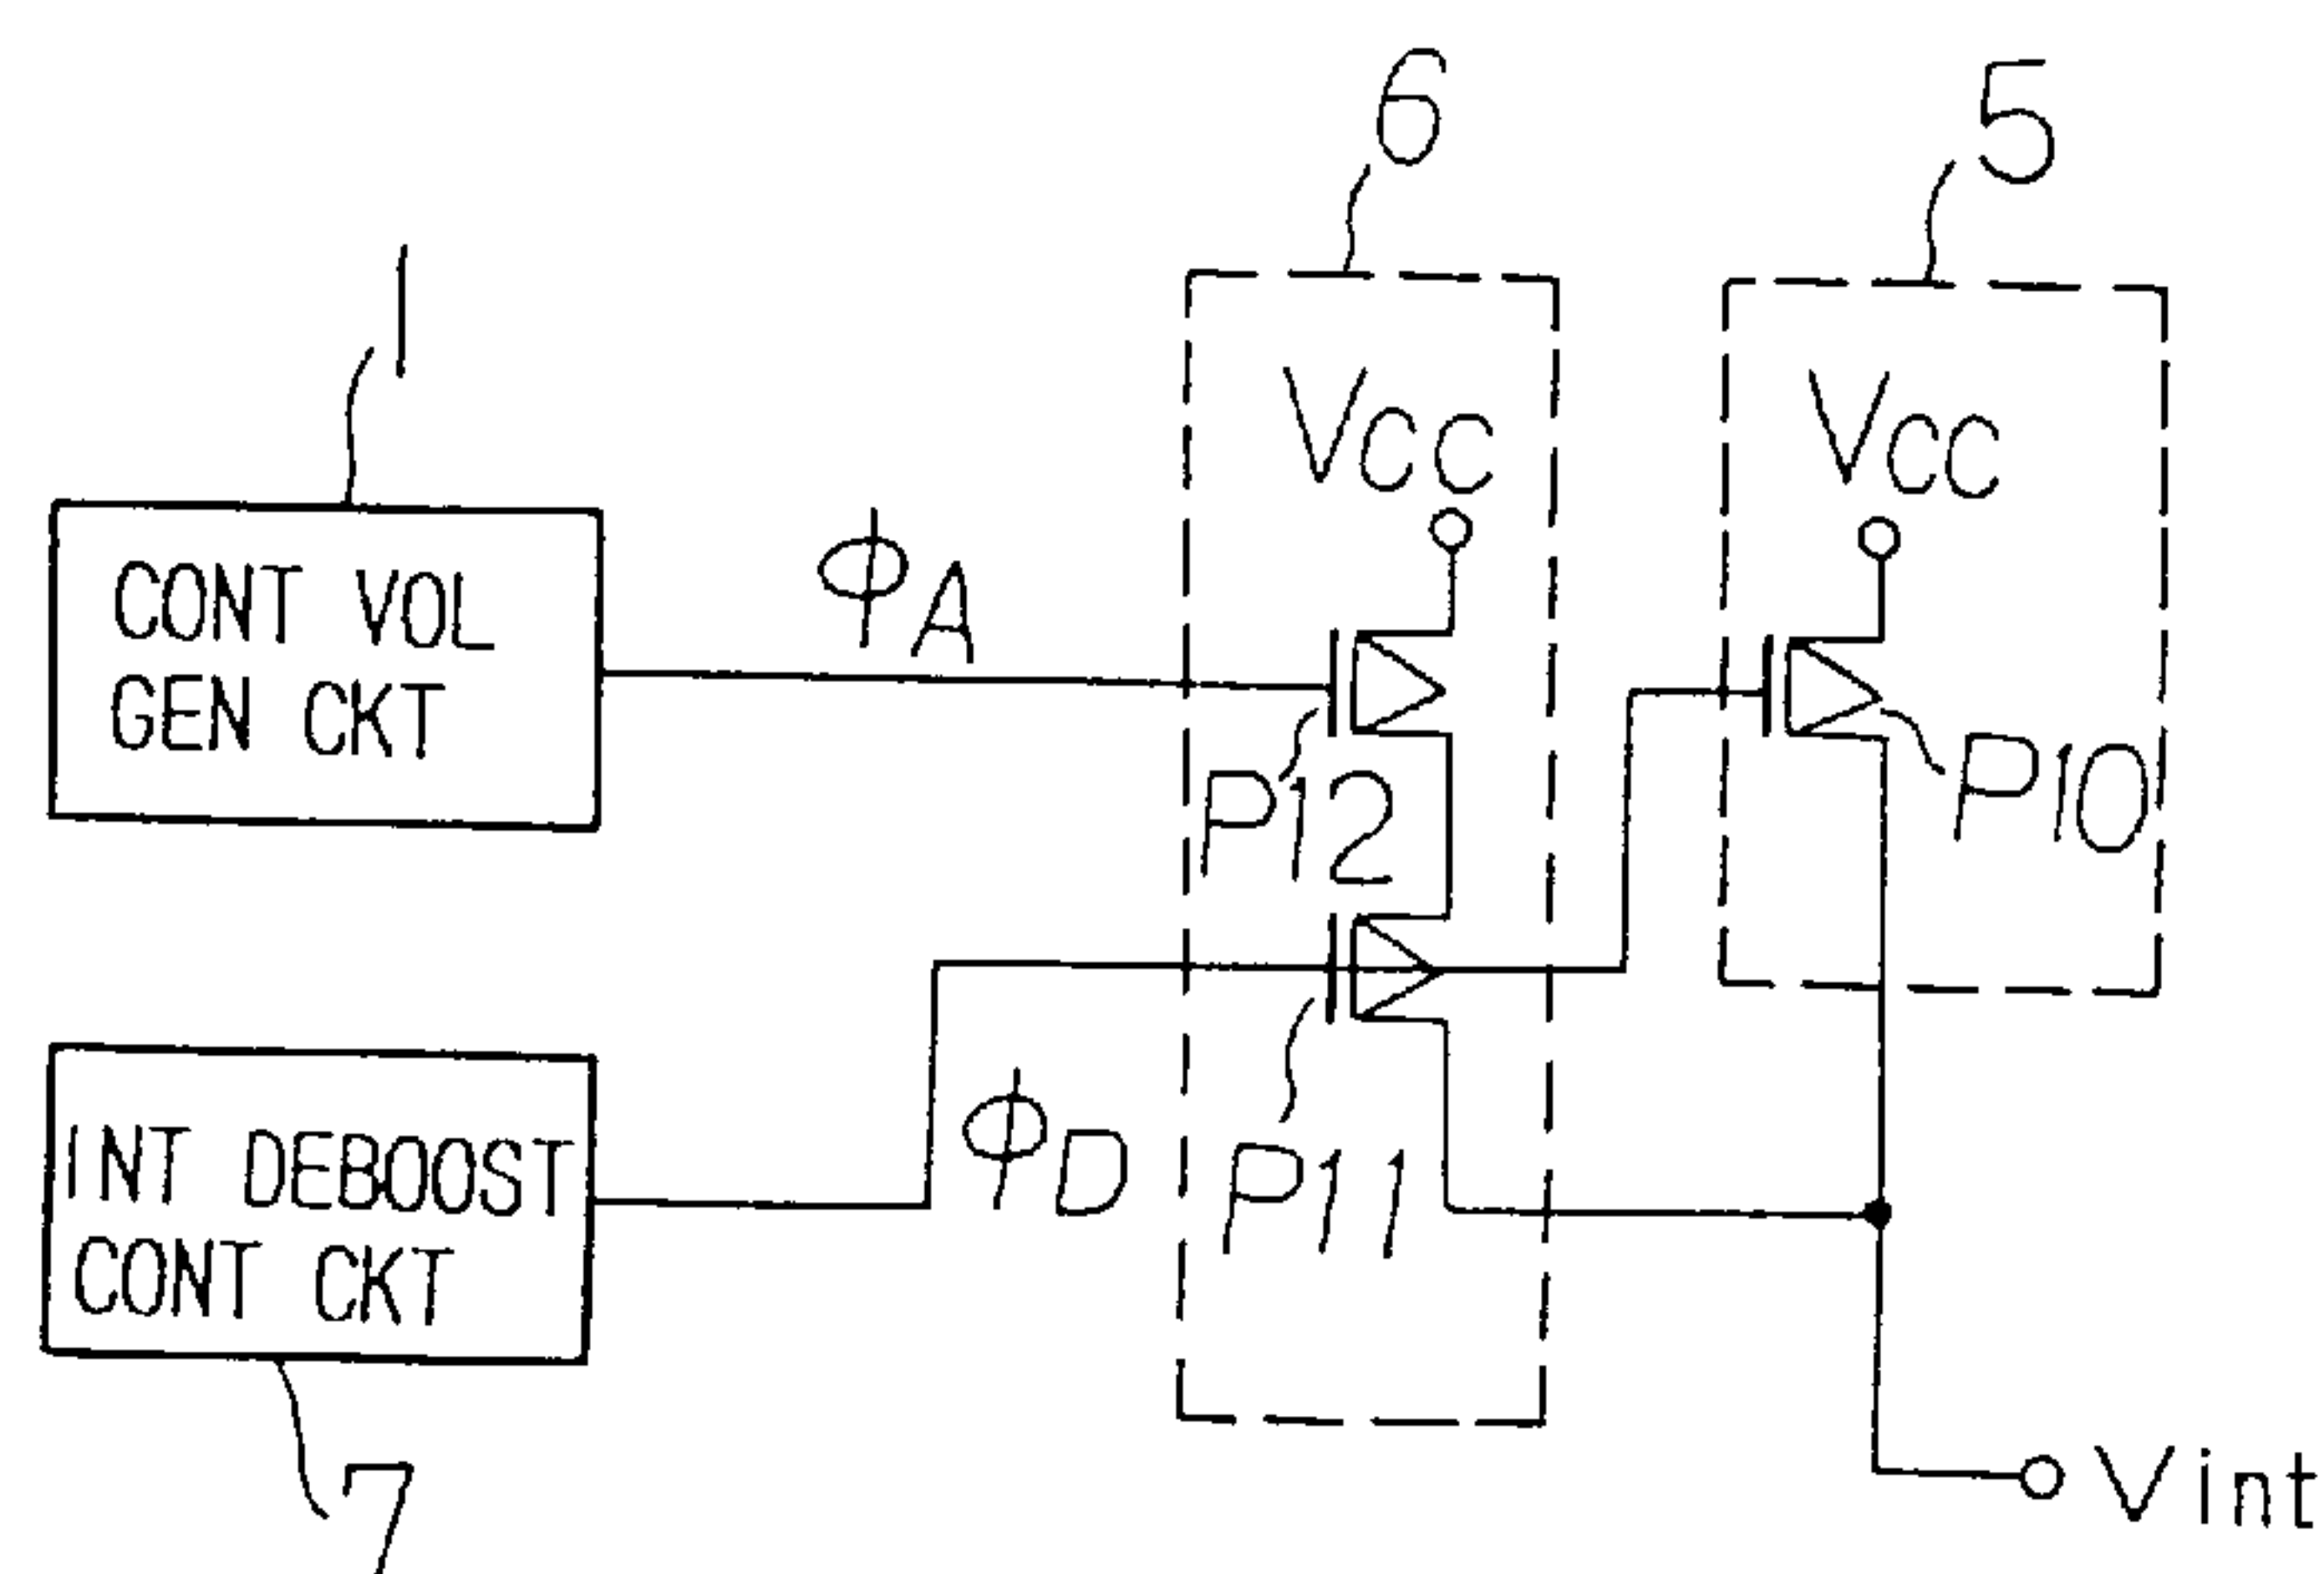 6
5
1
VCC
VCC
CONT VOL
GEN CKT
ϕA
P12
P10
INT DEBOOST
CONT CKT
ϕD
P11
7
Vint